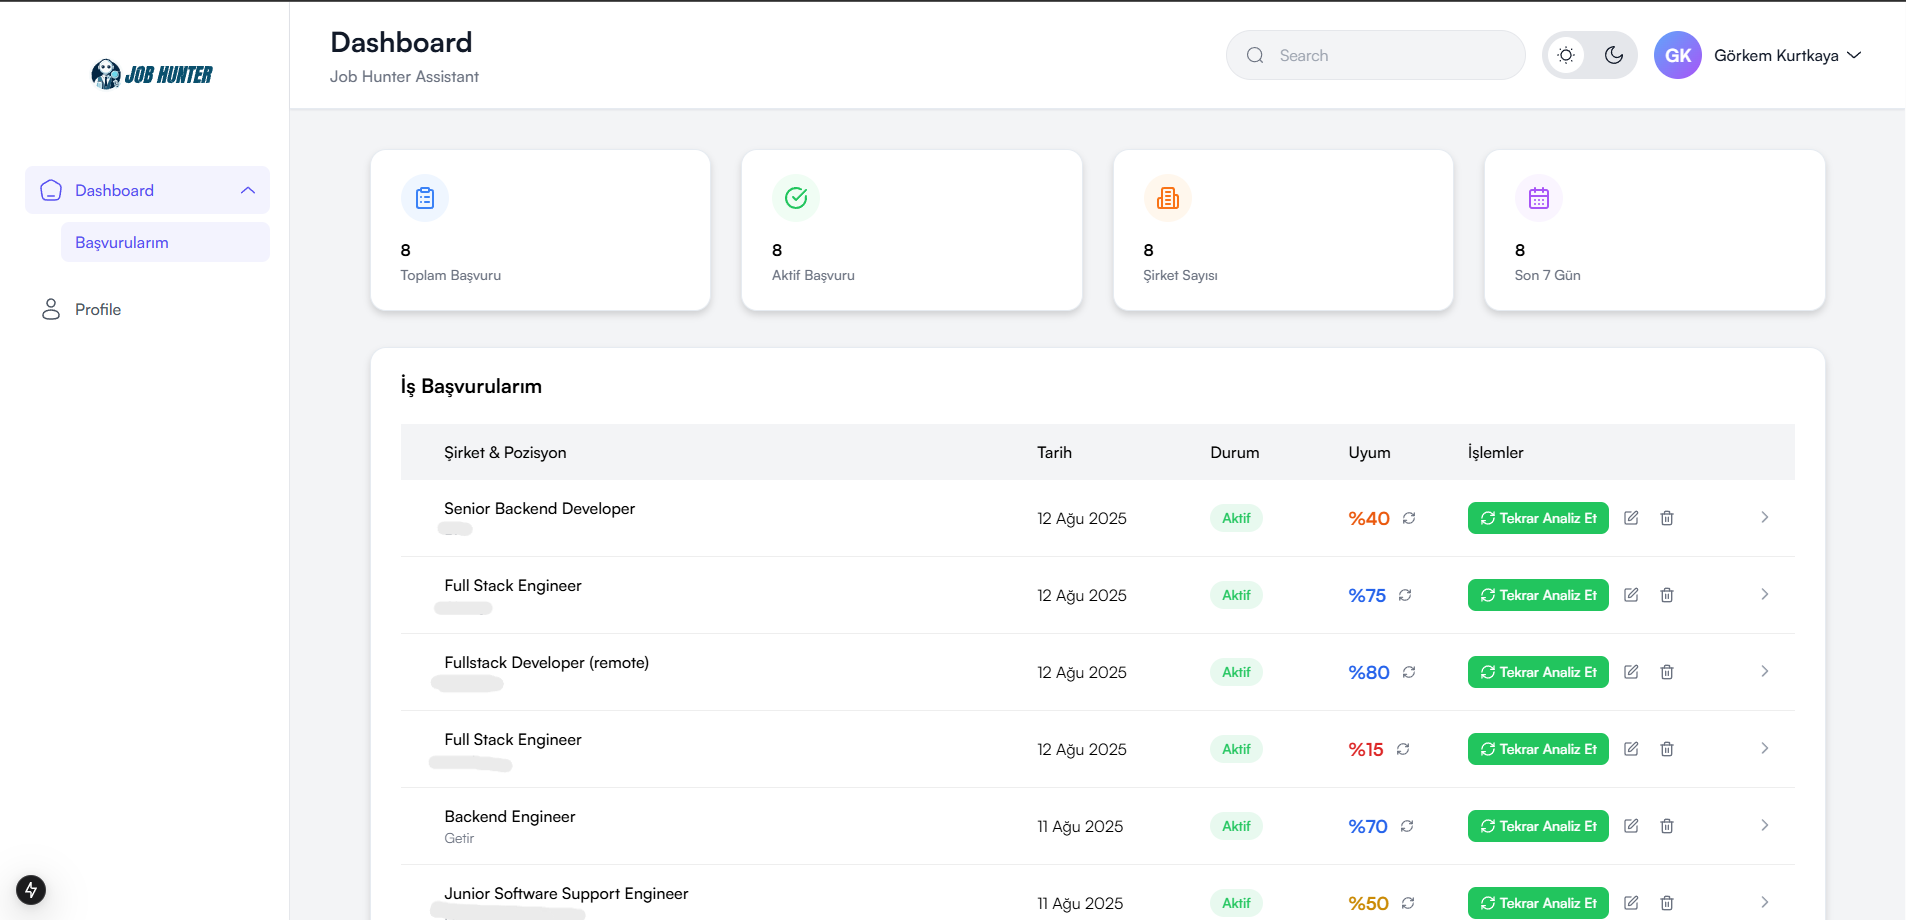 Dashboard
Job Hunter Assistant
Search
GK
Görkem Kurtkaya
JOB HUNTER
Dashboard
Başvurularım
Profile
8
Toplam Başvuru
8
Aktif Başvuru
8
Şirket Sayısı
8
Son 7 Gün
İş Başvurularım
Şirket & Pozisyon Tarih Durum Uyum İşlemler
Senior Backend Developer
12 Ağu 2025 Aktif %40 Tekrar Analiz Et
Full Stack Engineer
12 Ağu 2025 Aktif %75 Tekrar Analiz Et
Fullstack Developer (remote)
12 Ağu 2025 Aktif %80 Tekrar Analiz Et
Full Stack Engineer
12 Ağu 2025 Aktif %15 Tekrar Analiz Et
Backend Engineer
Getir
11 Ağu 2025 Aktif %70 Tekrar Analiz Et
Junior Software Support Engineer
11 Ağu 2025 Aktif %50 Tekrar Analiz Et